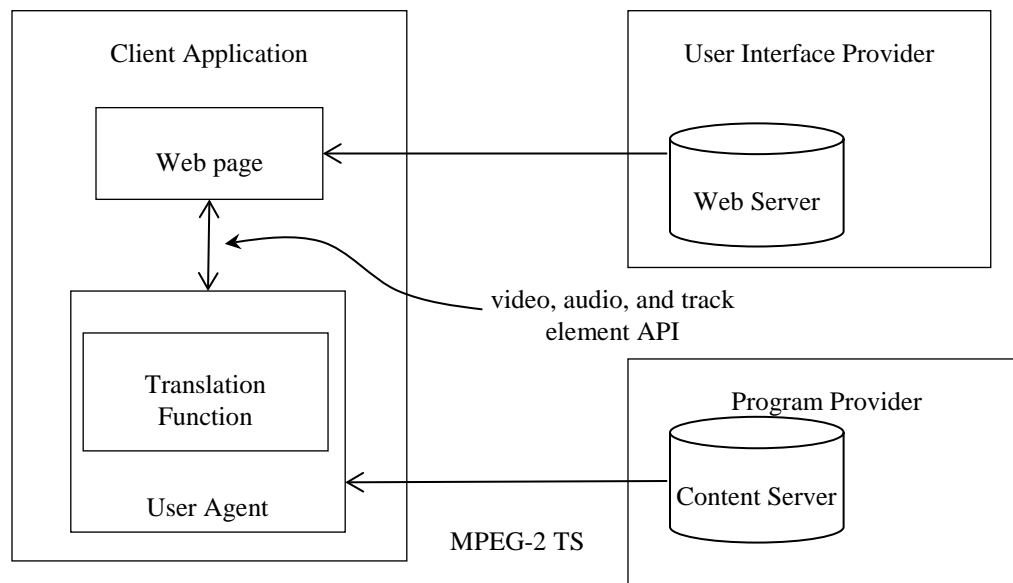 Client Application
User Interface Provider
Web page
Web Server
video, audio, and track
element API
Translation
Function
User Agent
Program Provider
Content Server
MPEG-2 TS